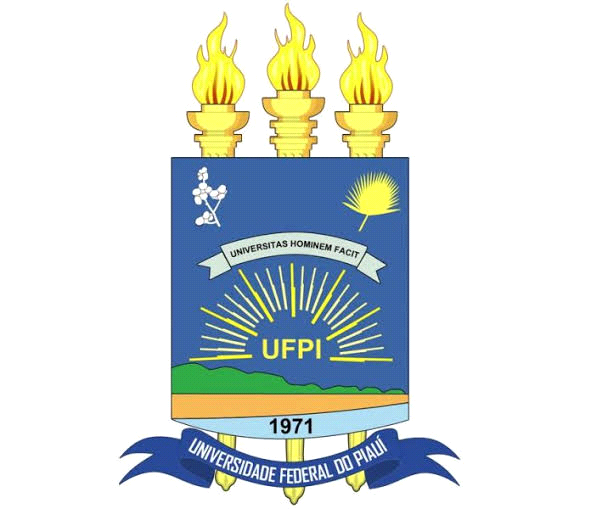 UNIVERSITAS HOMINEM FACIT
UFPI
1971
UNIVERSIDADE FEDERAL DO PIAUÍ